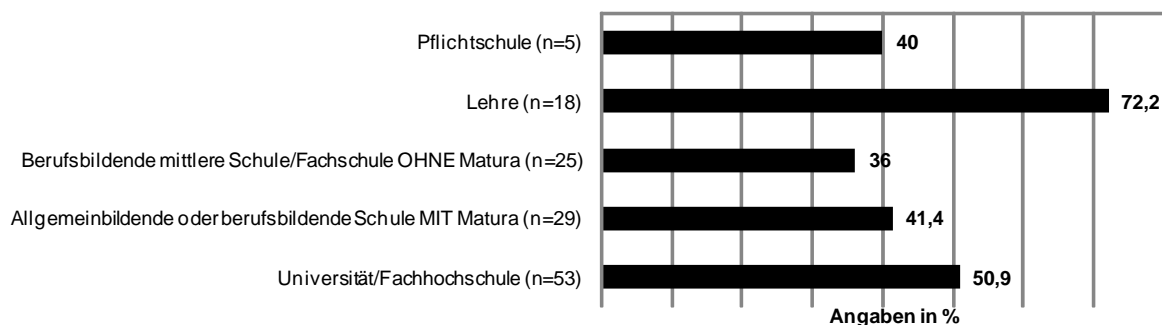 Pflichtschule (n=5) 40
Lehre (n=18) 72,2
Berufsbildende mittlere Schule/Fachschule OHNE Matura (n=25) 36
Allgemeinbildende oder berufsbildende Schule MIT Matura (n=29) 41,4
Universität/Fachhochschule (n=53) 50,9
Angaben in %